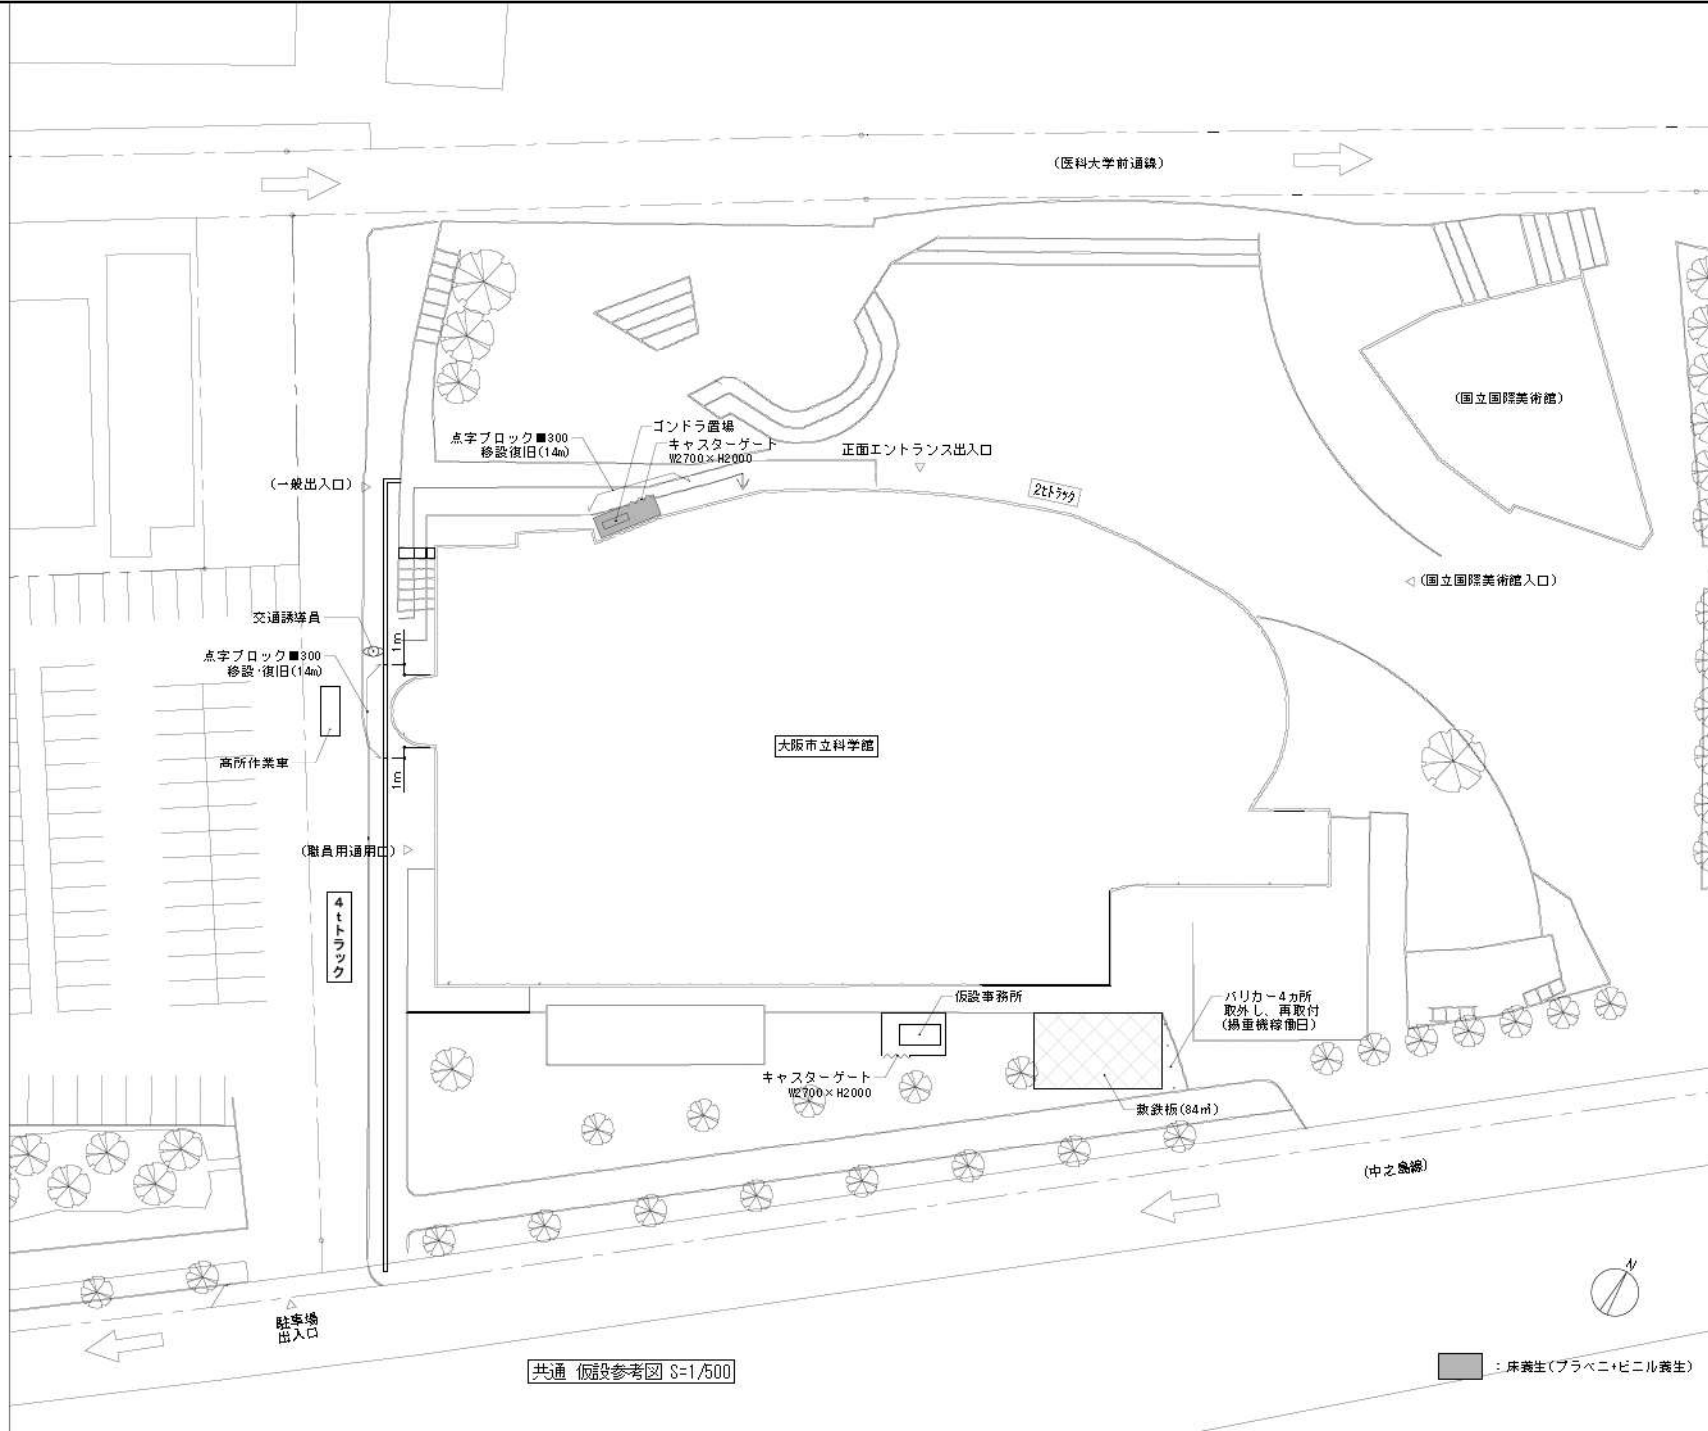 (医科大学前通線)
(国立国際美術館)
ゴンドラ置場
点字ブロック■300
移設復旧(14m)
キャスターゲート
W2700×H2000
正面エントランス出入口
(一般出入口)
2tトラック
(国立国際美術館入口)
交通誘導員
1m
点字ブロック■300
移設・復旧(14m)
大阪市立科学館
高所作業車
1m
(職員用通用口)
4tトラック
仮設事務所
バリカー4カ所
取外し、再取付
(揚重機稼働日)
キャスターゲート
W2700×H2000
敷鉄板(84㎡)
(中之島線)
N
駐車場
出入口
共通 仮設参考図 S=1/500
：床養生(プラベニ+ビニル養生)